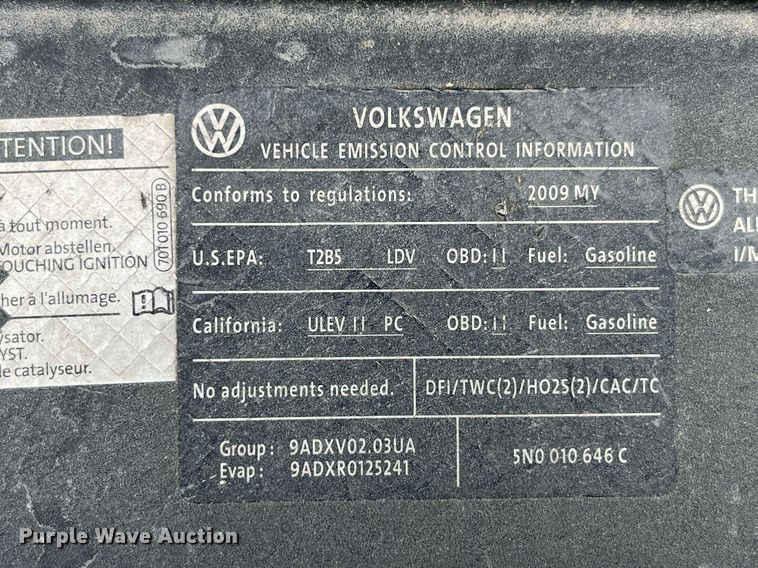 TENTION!
à tout moment.
Motor abstellen.
OUCHING IGNITION
her à l'allumage.
ysator.
YST.
le catalyseur.
701 010 690 B
VOLKSWAGEN
VEHICLE EMISSION CONTROL INFORMATION
Conforms to regulations: 2009 MY
U.S.EPA: T2B5 LDV OBD: II Fuel: Gasoline
California: ULEV II PC OBD: II Fuel: Gasoline
No adjustments needed. DFI/TWC(2)/HO2S(2)/CAC/TC
Group: 9ADXV02.03UA
Evap: 9ADXR0125241
5N0 010 646 C
TH
ALL
I/M
Purple Wave Auction